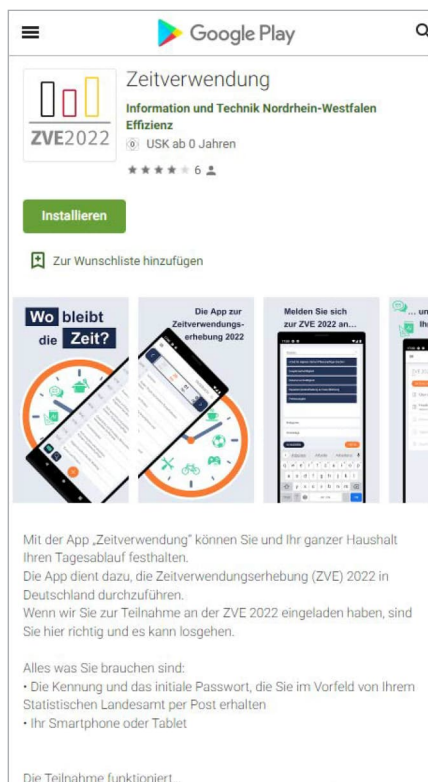 Google Play
Zeitverwendung
Information und Technik Nordrhein-Westfalen
Effizienz
ZVE2022
0 USK ab 0 Jahren
6
Installieren
Zur Wunschliste hinzufügen
Wo bleibt
die Zeit?
Die App zur
Zeitverwendungs-
erhebung 2022
Melden Sie sich
zur ZVE 2022 an...
... un
Ih
Mit der App „Zeitverwendung" können Sie und Ihr ganzer Haushalt
Ihren Tagesablauf festhalten.
Die App dient dazu, die Zeitverwendungserhebung (ZVE) 2022 in
Deutschland durchzuführen.
Wenn wir Sie zur Teilnahme an der ZVE 2022 eingeladen haben, sind
Sie hier richtig und es kann losgehen.
Alles was Sie brauchen sind:
• Die Kennung und das initiale Passwort, die Sie im Vorfeld von Ihrem
Statistischen Landesamt per Post erhalten
• Ihr Smartphone oder Tablet
Die Teilnahme funktioniert...